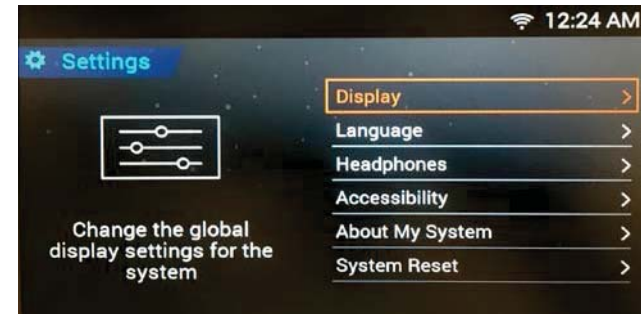 12:24 AM
Settings
Display
Language
Headphones
Accessibility
About My System
System Reset
Change the global
display settings for the
system